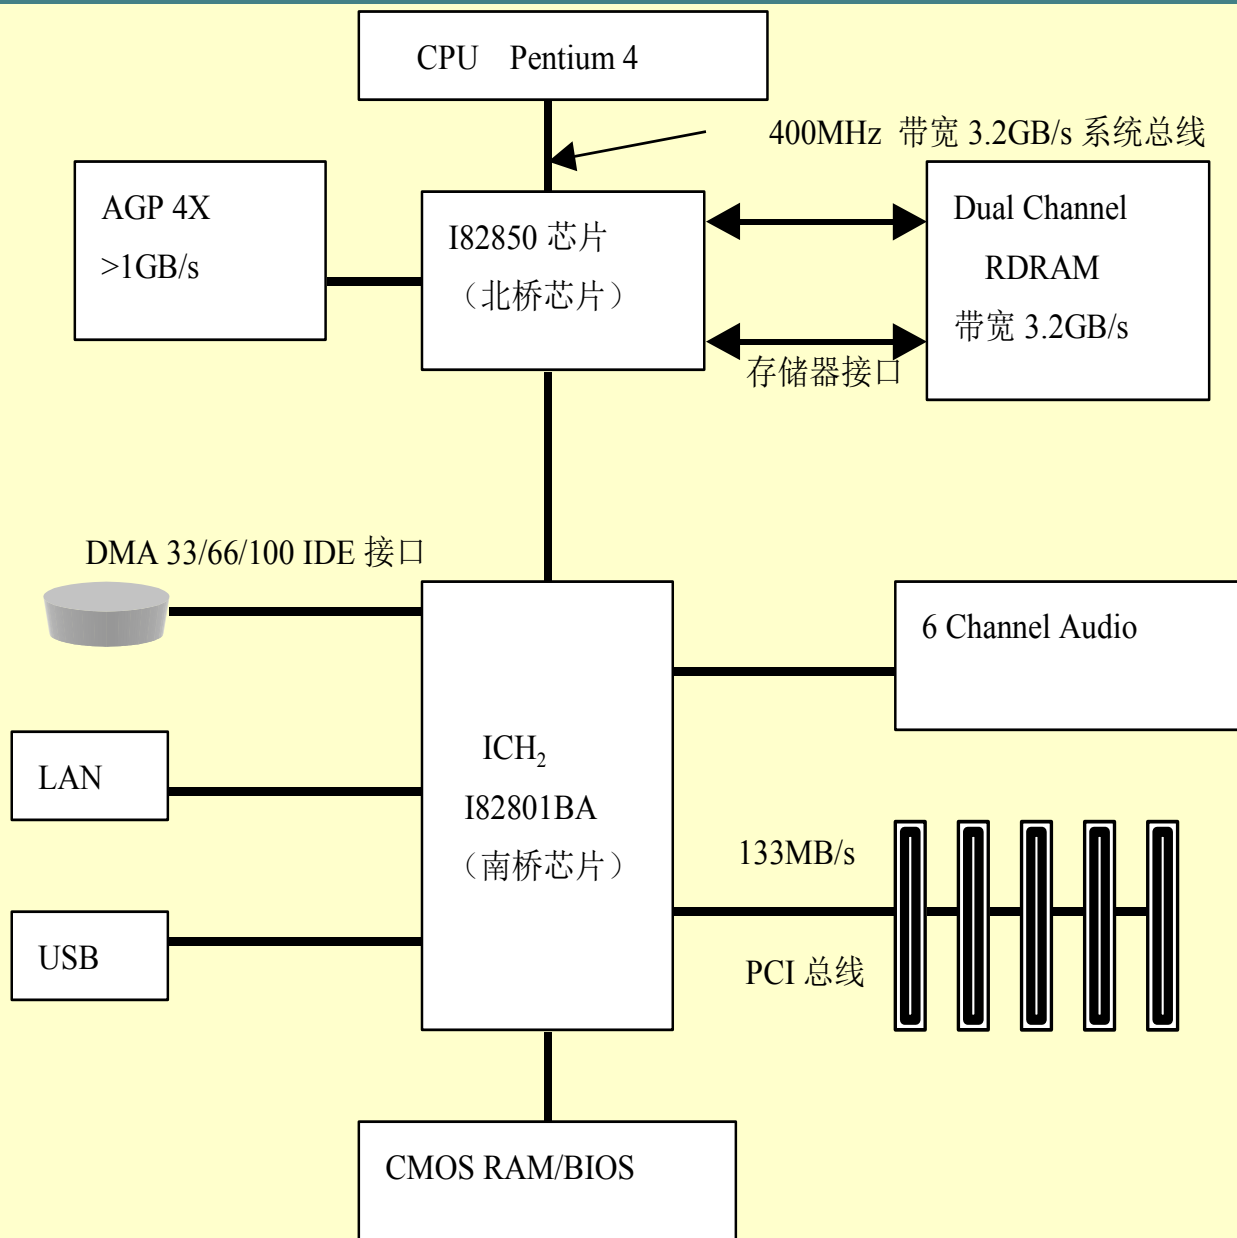 CPU Pentium 4
400MHz 带宽 3.2GB/s 系统总线
AGP 4X
>1GB/s
I82850 芯片
（北桥芯片）
Dual Channel
RDRAM
带宽 3.2GB/s
存储器接口
DMA 33/66/100 IDE 接口
6 Channel Audio
ICH₂
I82801BA
（南桥芯片）
LAN
133MB/s
USB
PCI 总线
CMOS RAM/BIOS